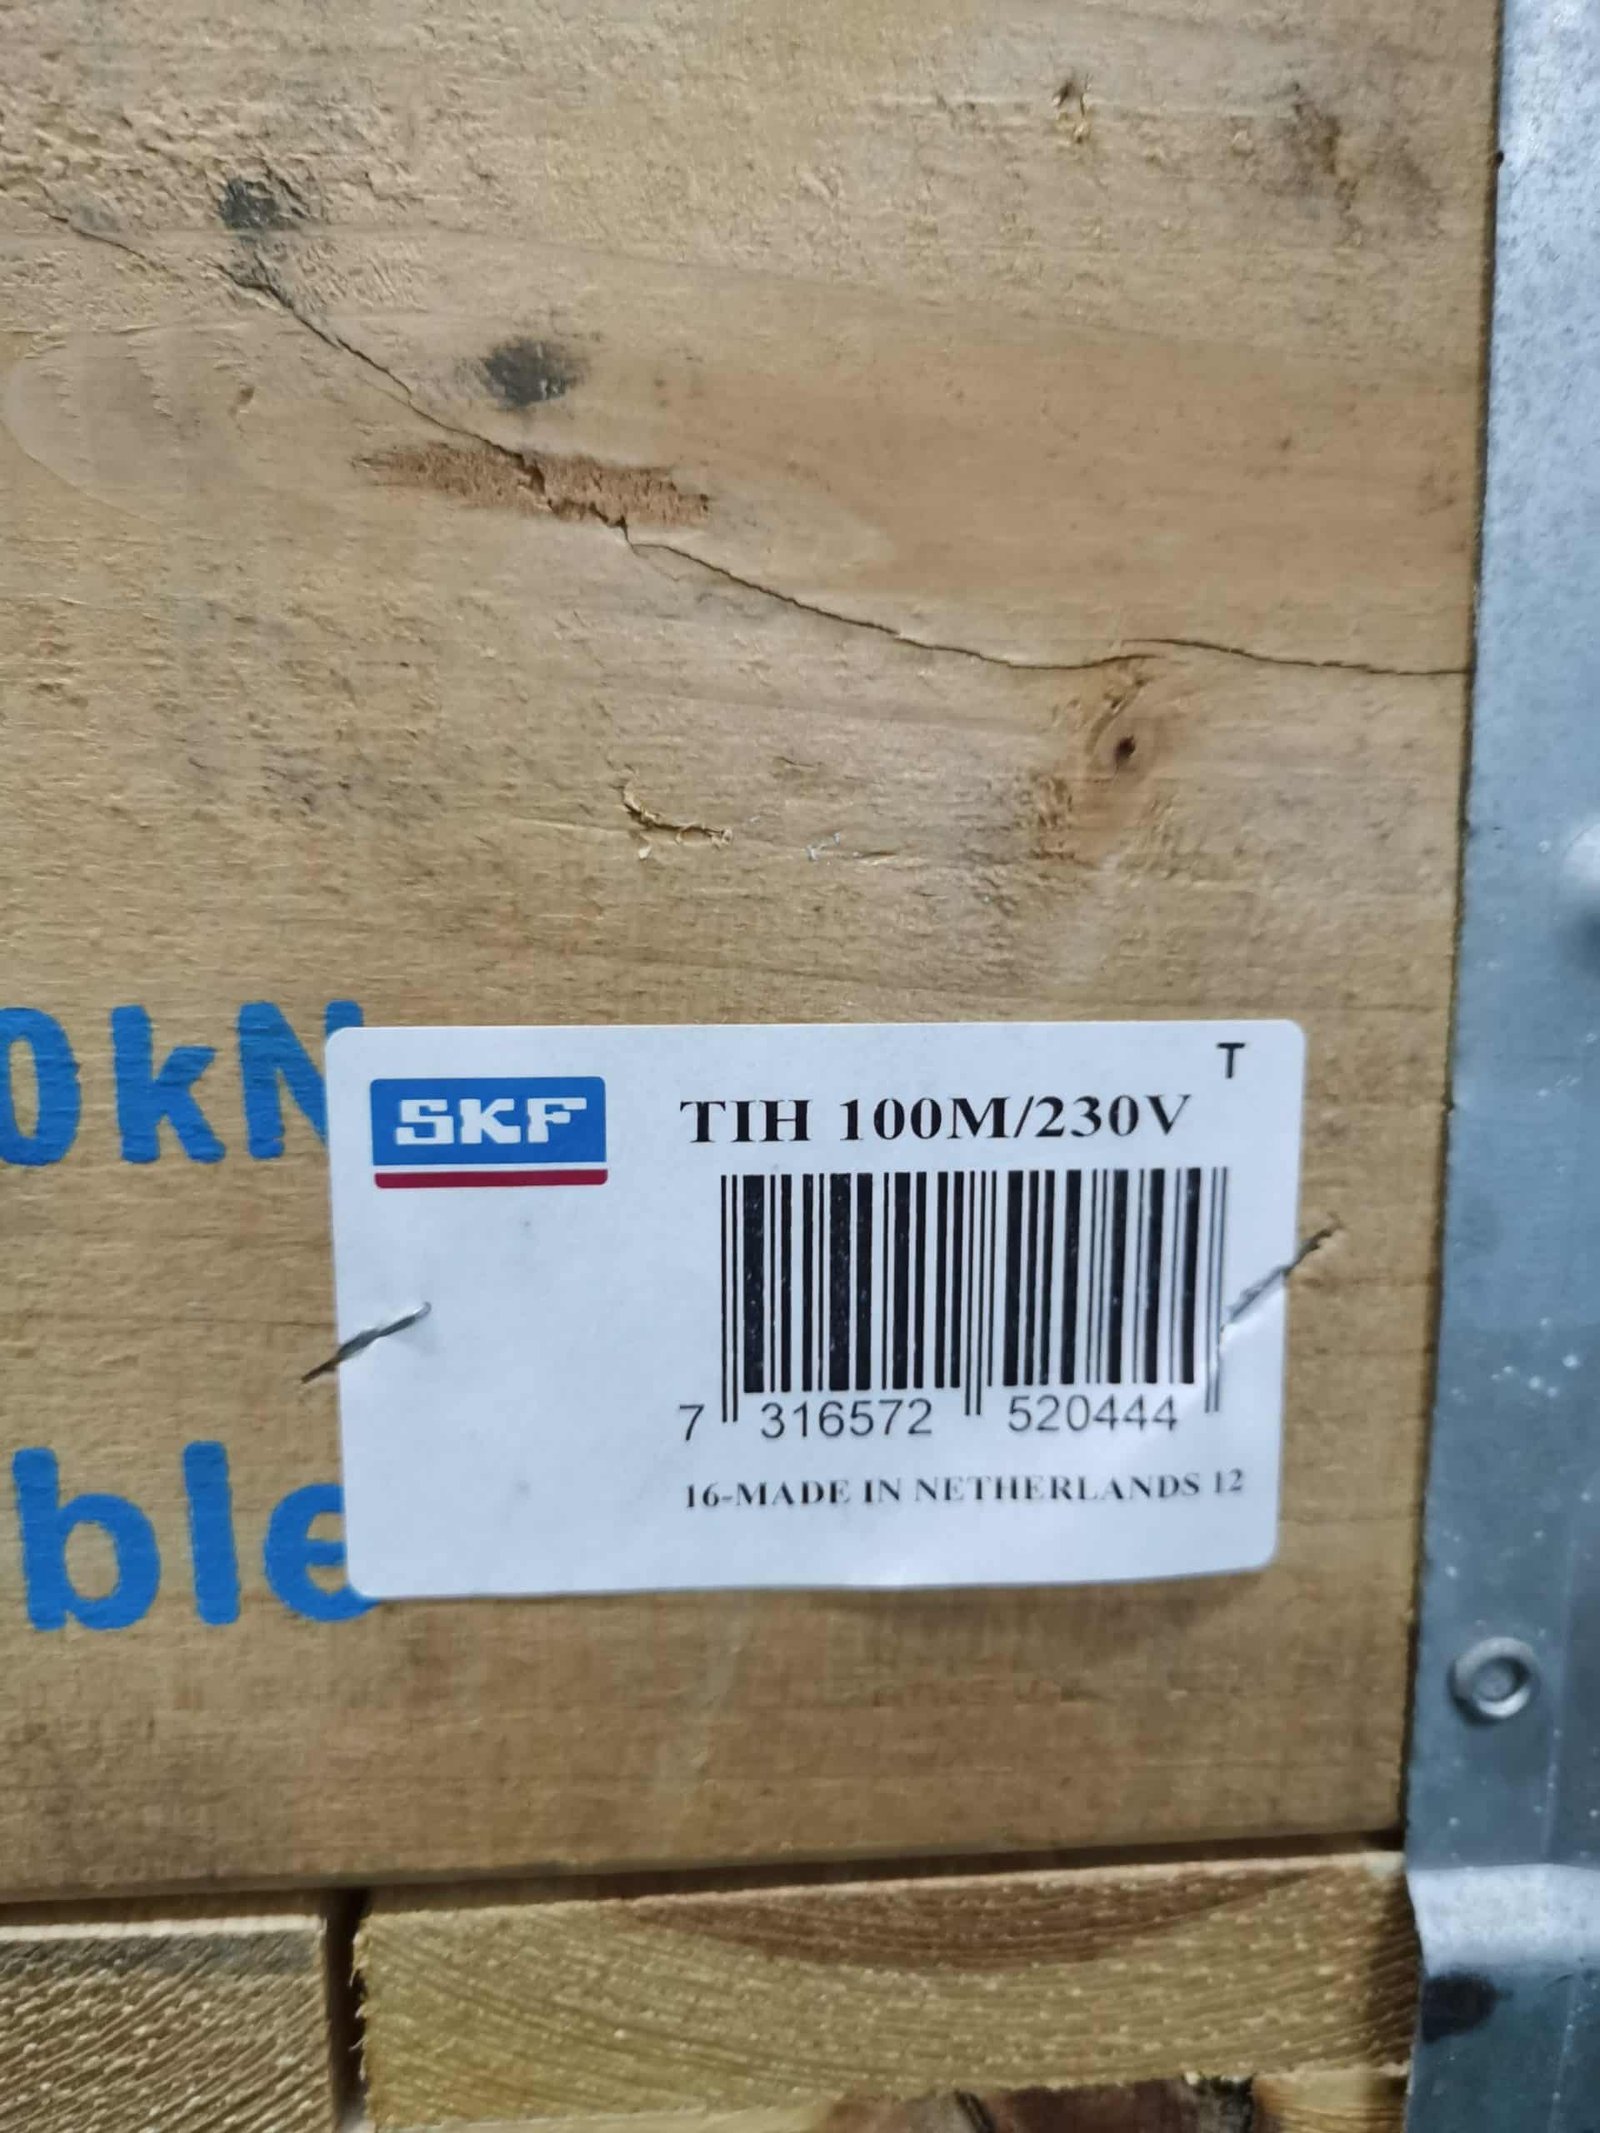 0kN
SKF
T
TIH 100M/230V
7 316572 520444
16-MADE IN NETHERLANDS 12
ble